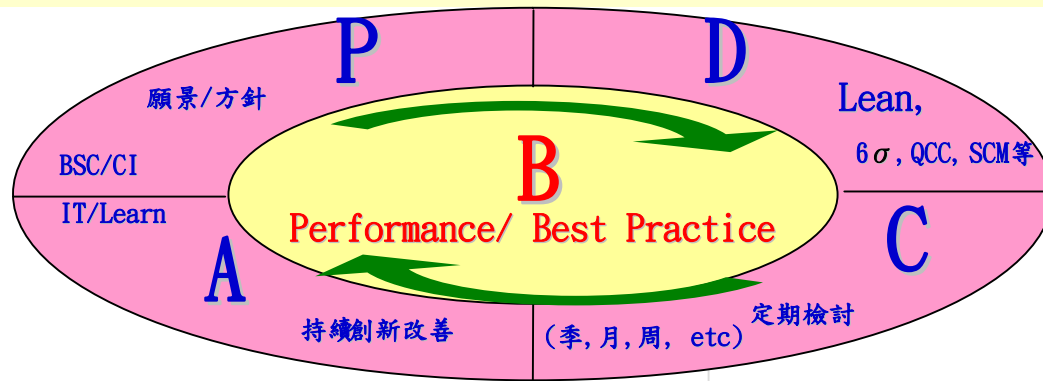 P
願景/方針
BSC/CI
D
Lean,
6σ, QCC, SCM等
B
Performance/ Best Practice
IT/Learn
A
持續創新改善
C
定期檢討
(季,月,周, etc)